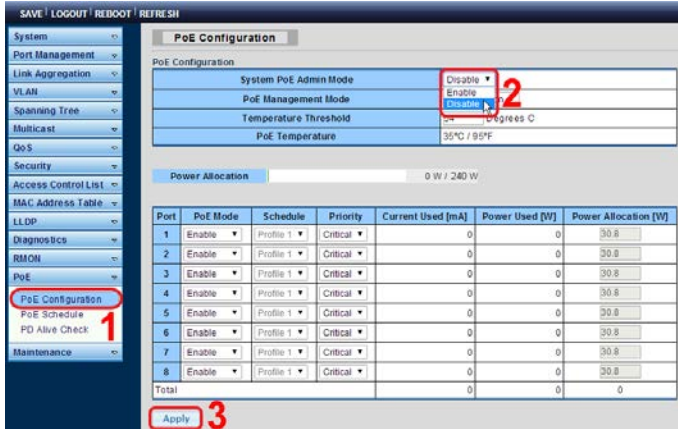 SAVE | LOGOUT | REBOOT | REFRESH
System
Port Management
Link Aggregation
VLAN
Spanning Tree
Multicast
QoS
Security
Access Control List
MAC Address Table
LLDP
Diagnostics
RMON
PoE
PoE Configuration
PoE Schedule
PD Alive Check
1
Maintenance
PoE Configuration
PoE Configuration
System PoE Admin Mode Disable
Enable
Disable
2
PoE Management Mode
Temperature Threshold Degrees C
PoE Temperature 35°C / 95°F
Power Allocation 0 W / 240 W
Port PoE Mode Schedule Priority Current Used [mA] Power Used [W] Power Allocation [W]
1 Enable Profile 1 Critical 0 0 30.8
2 Enable Profile 1 Critical 0 0 30.8
3 Enable Profile 1 Critical 0 0 30.8
4 Enable Profile 1 Critical 0 0 30.8
5 Enable Profile 1 Critical 0 0 30.8
6 Enable Profile 1 Critical 0 0 30.8
7 Enable Profile 1 Critical 0 0 30.8
8 Enable Profile 1 Critical 0 0 30.8
Total 0 0 0
Apply 3